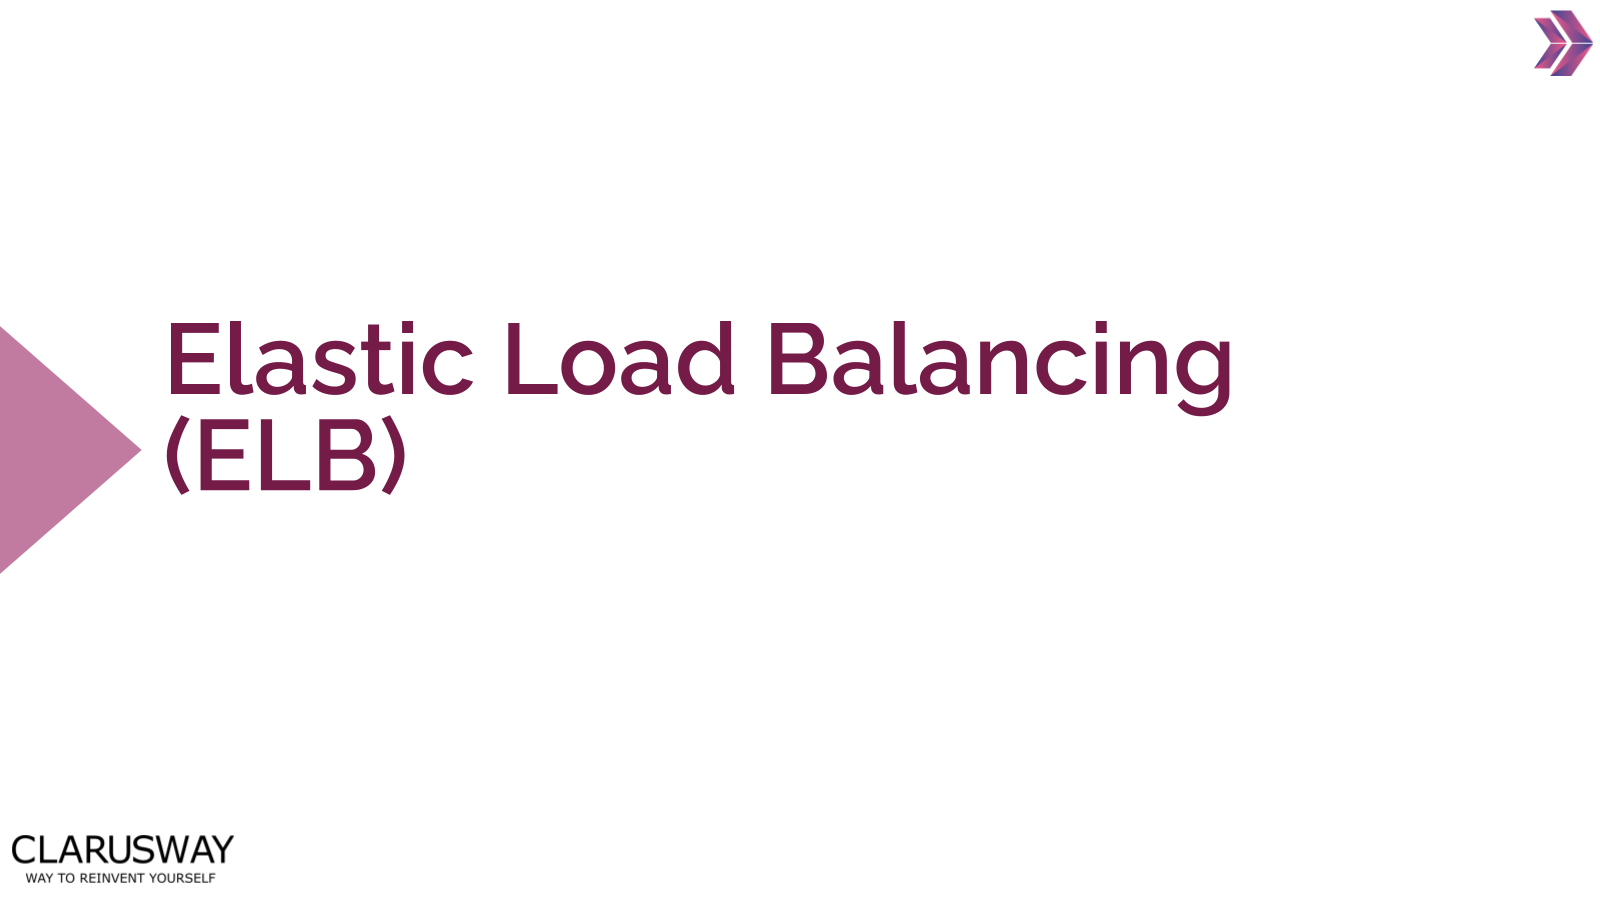 Elastic Load Balancing
(ELB)
CLARUSWAY
WAY TO REINVENT YOURSELF